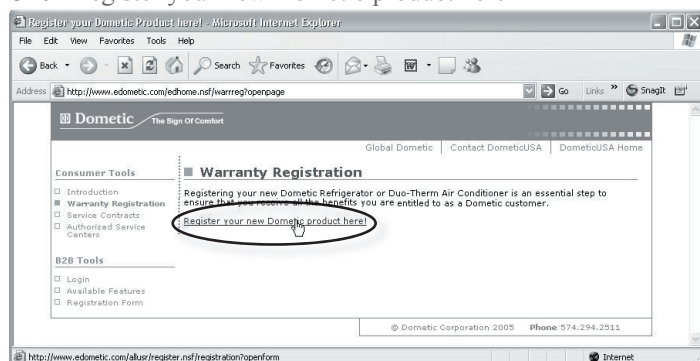 Register your Dometic Product here! - Microsoft Internet Explorer
File Edit View Favorites Tools Help
Back Search Favorites
Address http://www.edometic.com/edhome.nsf/warrreg?openpage Go Links » SnagIt
Dometic The Sign Of Comfort
Global Dometic Contact DometicUSA DometicUSA Home
Consumer Tools
Introduction
Warranty Registration
Service Contracts
Authorized Service
Centers
B2B Tools
Login
Available Features
Registration Form
Warranty Registration
Registering your new Dometic Refrigerator or Duo-Therm Air Conditioner is an essential step to
ensure that you receive all the benefits you are entitled to as a Dometic customer.
Register your new Dometic product here!
© Dometic Corporation 2005 Phone 574.294.2511
http://www.edometic.com/allusr/register.nsf/registration?openform Internet